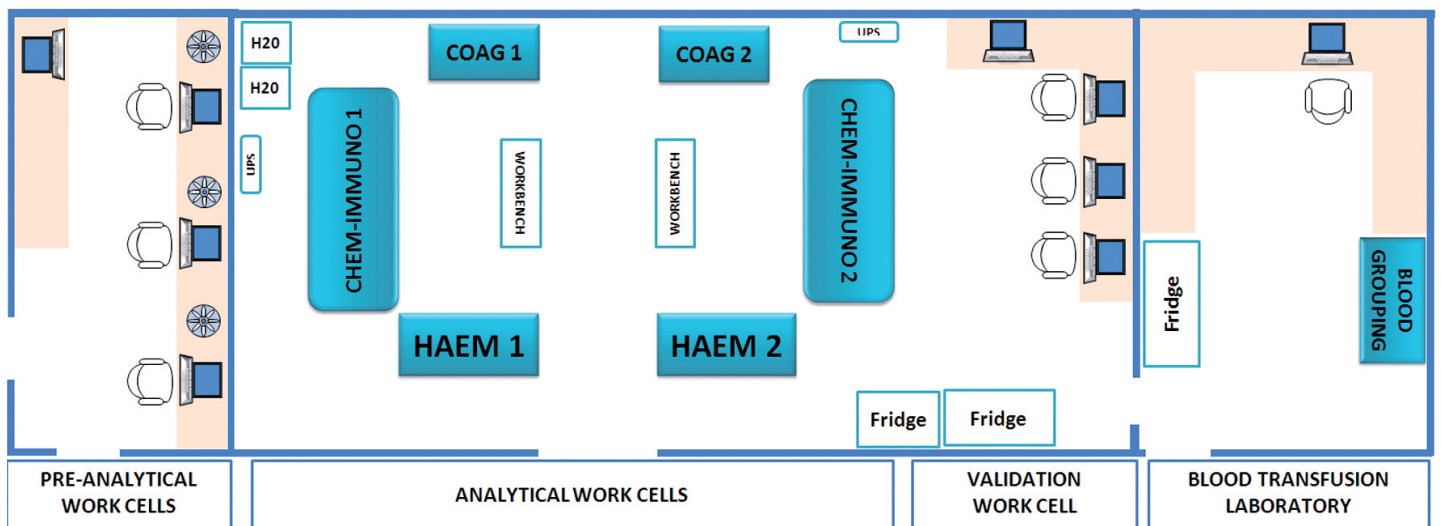 H20
H20
UPS
COAG 1
COAG 2
UPS
CHEM-IMMUNO 1
WORKBENCH
WORKBENCH
CHEM-IMMUNO 2
HAEM 1
HAEM 2
Fridge
Fridge
Fridge
BLOOD
GROUPING
PRE-ANALYTICAL
WORK CELLS
ANALYTICAL WORK CELLS
VALIDATION
WORK CELL
BLOOD TRANSFUSION
LABORATORY